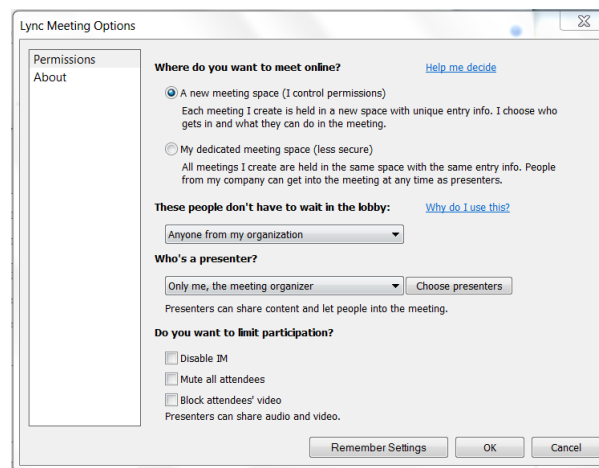 Lync Meeting Options
Permissions
About
Where do you want to meet online?
Help me decide
A new meeting space (I control permissions)
Each meeting I create is held in a new space with unique entry info. I choose who
gets in and what they can do in the meeting.
My dedicated meeting space (less secure)
All meetings I create are held in the same space with the same entry info. People
from my company can get into the meeting at any time as presenters.
These people don't have to wait in the lobby:
Why do I use this?
Anyone from my organization
Who's a presenter?
Only me, the meeting organizer
Choose presenters
Presenters can share content and let people into the meeting.
Do you want to limit participation?
Disable IM
Mute all attendees
Block attendees' video
Presenters can share audio and video.
Remember Settings
OK
Cancel